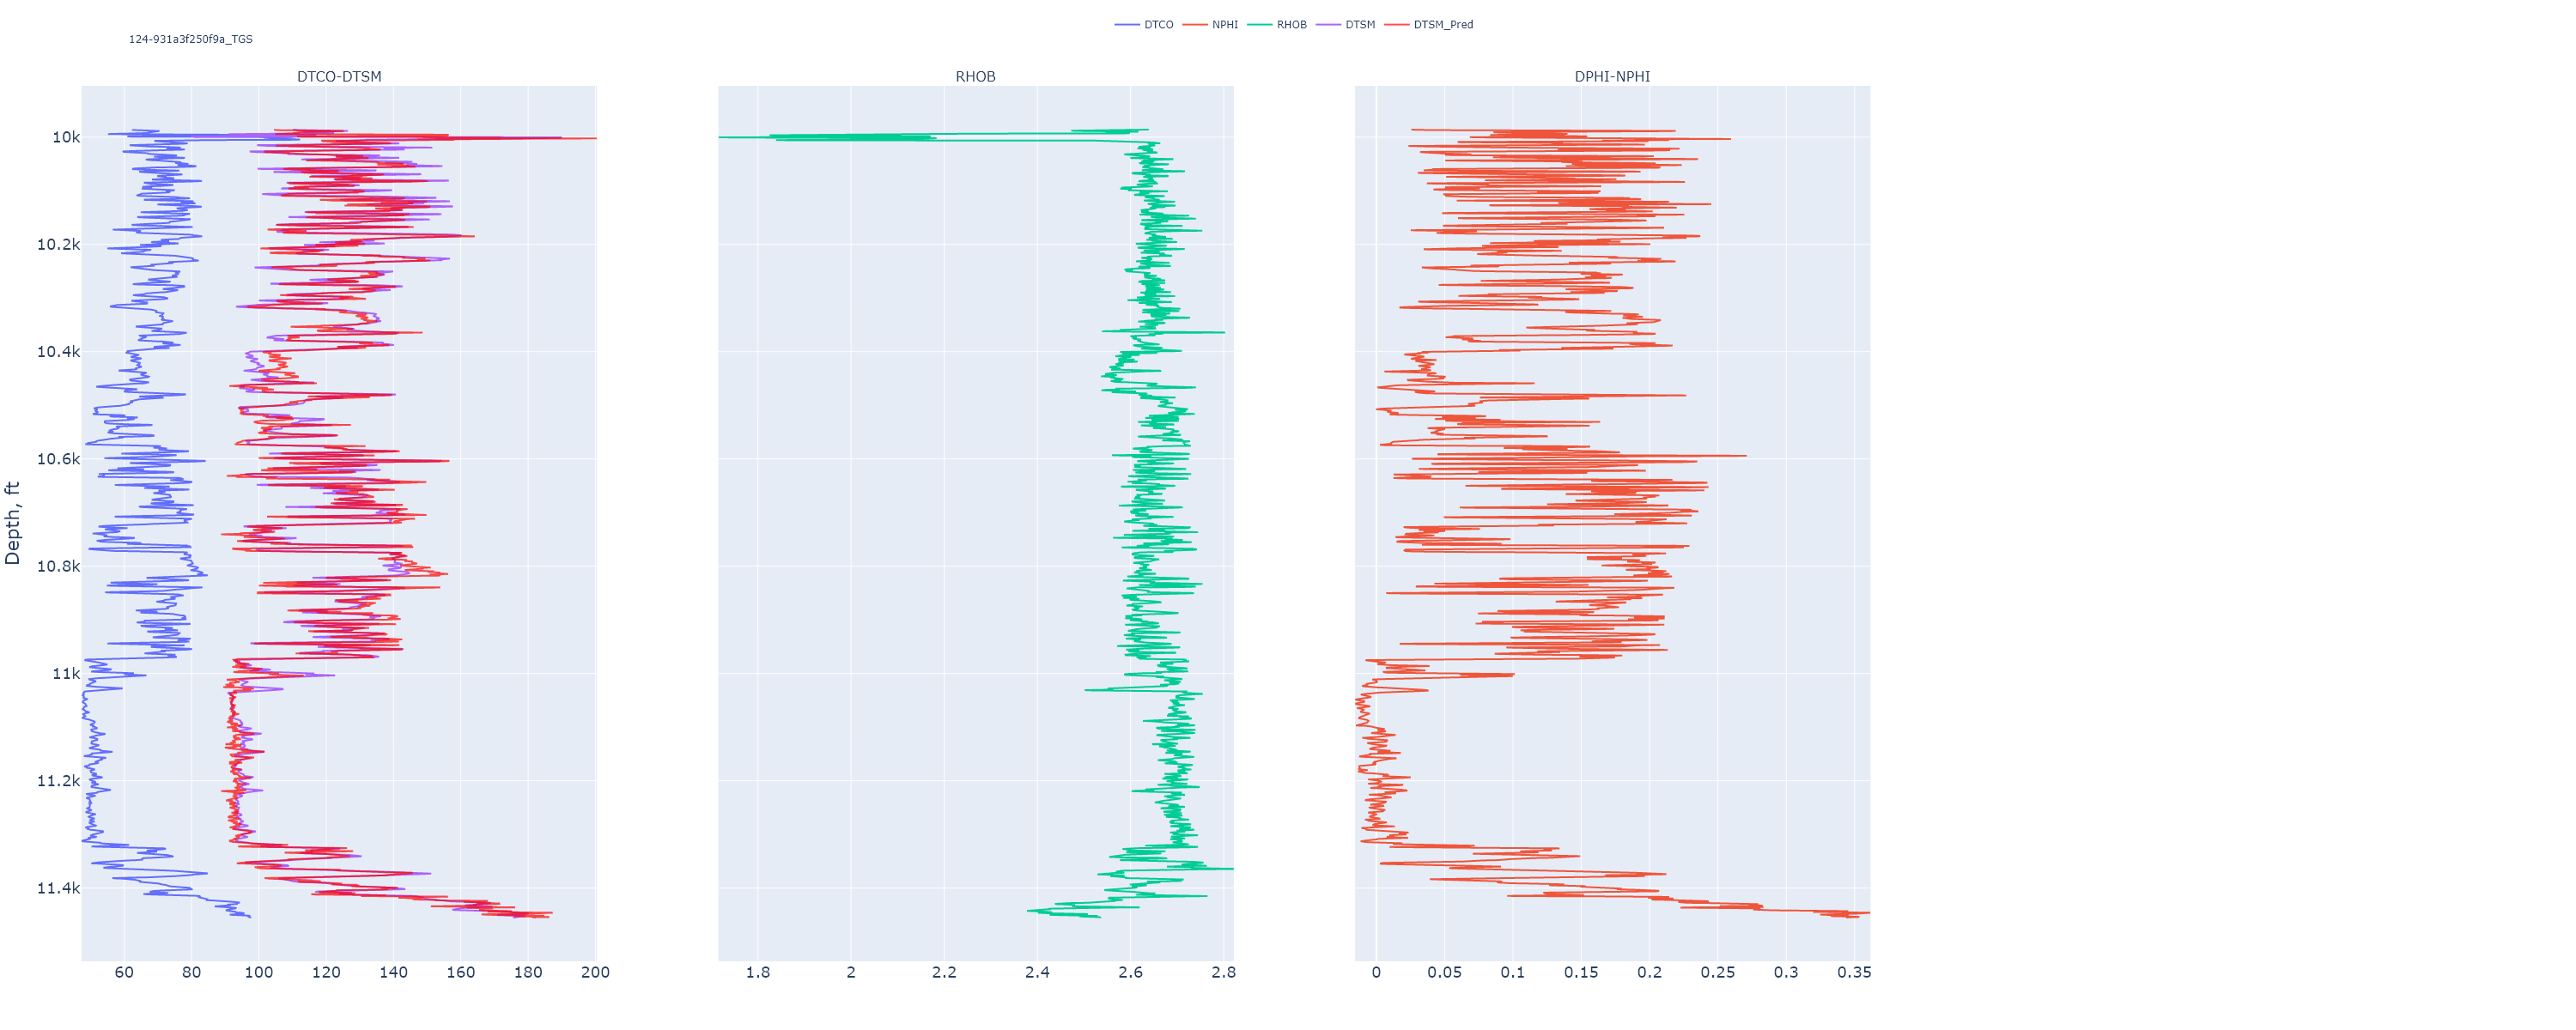 DTCO NPHI RHOB DTSM DTSM_Pred
124-931a3f250f9a_TGS
DTCO-DTSM RHOB DPHI-NPHI
10k
10.2k
10.4k
10.6k
10.8k
11k
11.2k
11.4k
Depth, ft
60 80 100 120 140 160 180 200
1.8 2 2.2 2.4 2.6 2.8
0 0.05 0.1 0.15 0.2 0.25 0.3 0.35